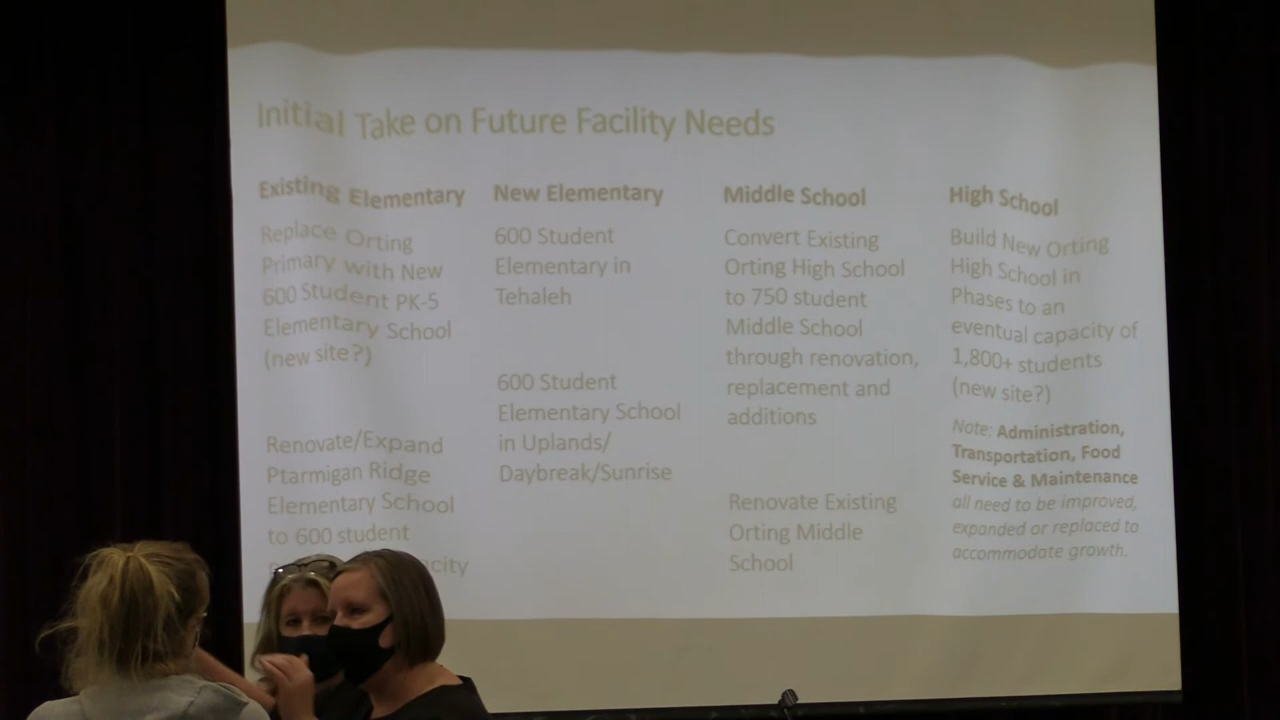 Initial Take on Future Facility Needs
Existing Elementary
Replace Orting
Primary with New
600 Student PK-5
Elementary School
(new site?)
Renovate/Expand
Ptarmigan Ridge
Elementary School
to 600 student
New Elementary
600 Student
Elementary in
Tehaleh
600 Student
Elementary School
in Uplands/
Daybreak/Sunrise
Middle School
Convert Existing
Orting High School
to 750 student
Middle School
through renovation,
replacement and
additions
Renovate Existing
Orting Middle
School
High School
Build New Orting
High School in
Phases to an
eventual capacity of
1,800+ students
(new site?)
Note: Administration,
Transportation, Food
Service & Maintenance
all need to be improved,
expanded or replaced to
accommodate growth.